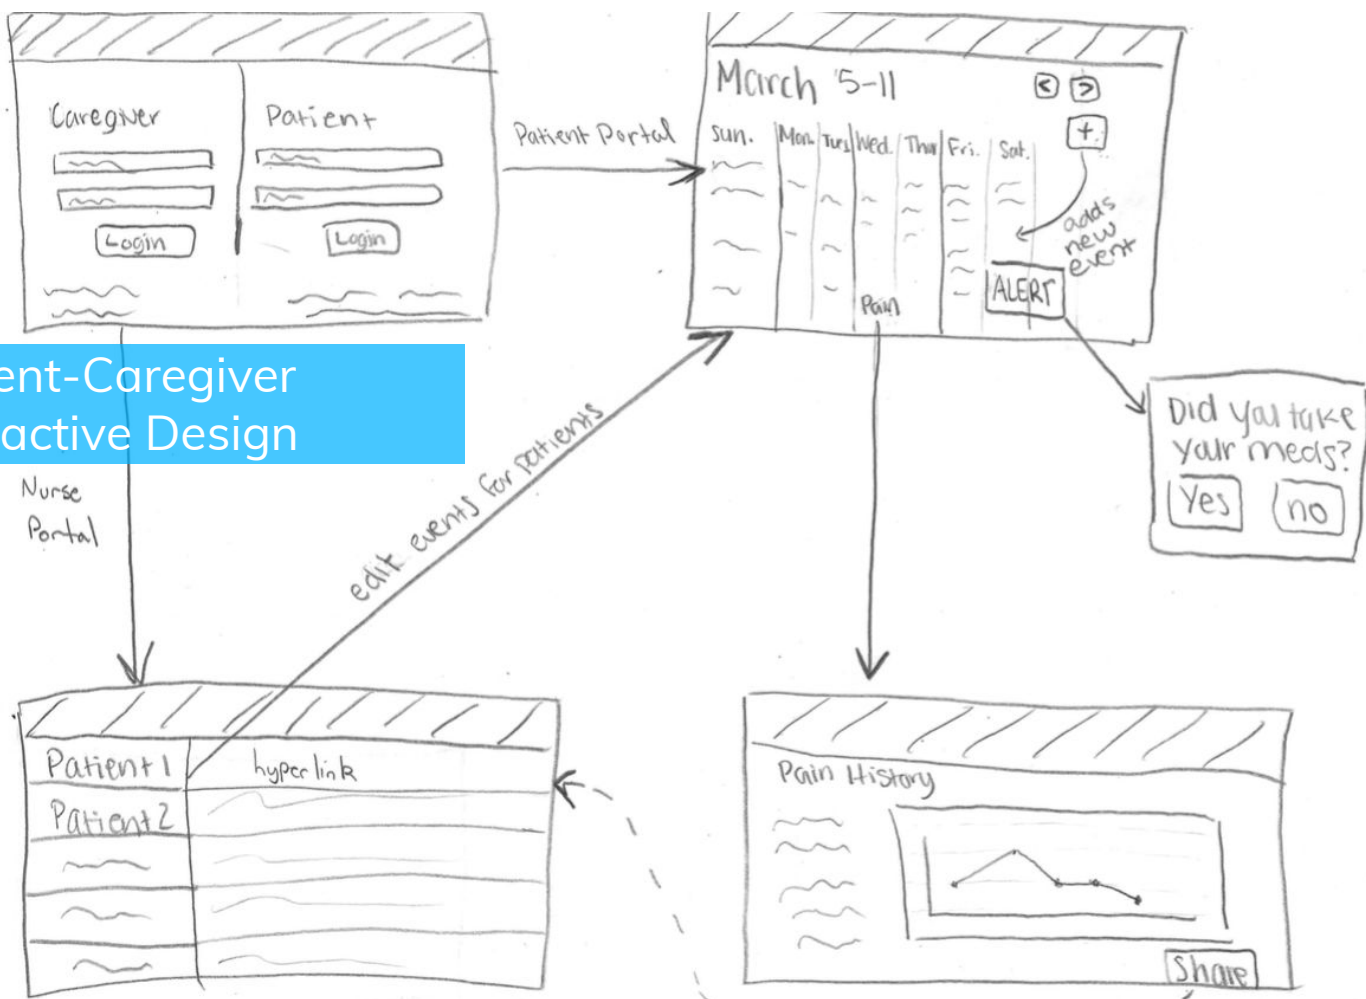 Caregiver
Patient
Login
Login
Patient Portal
March 5-11
<
>
+
Sun. Mon. Tues Wed. Thur Fri. Sat.
adds
new
event
ALERT
Pain
Did you take
your meds?
Yes
no
ent-Caregiver
active Design
Nurse
Portal
edit events for patients
Patient 1
hyperlink
Patient 2
Pain History
Share